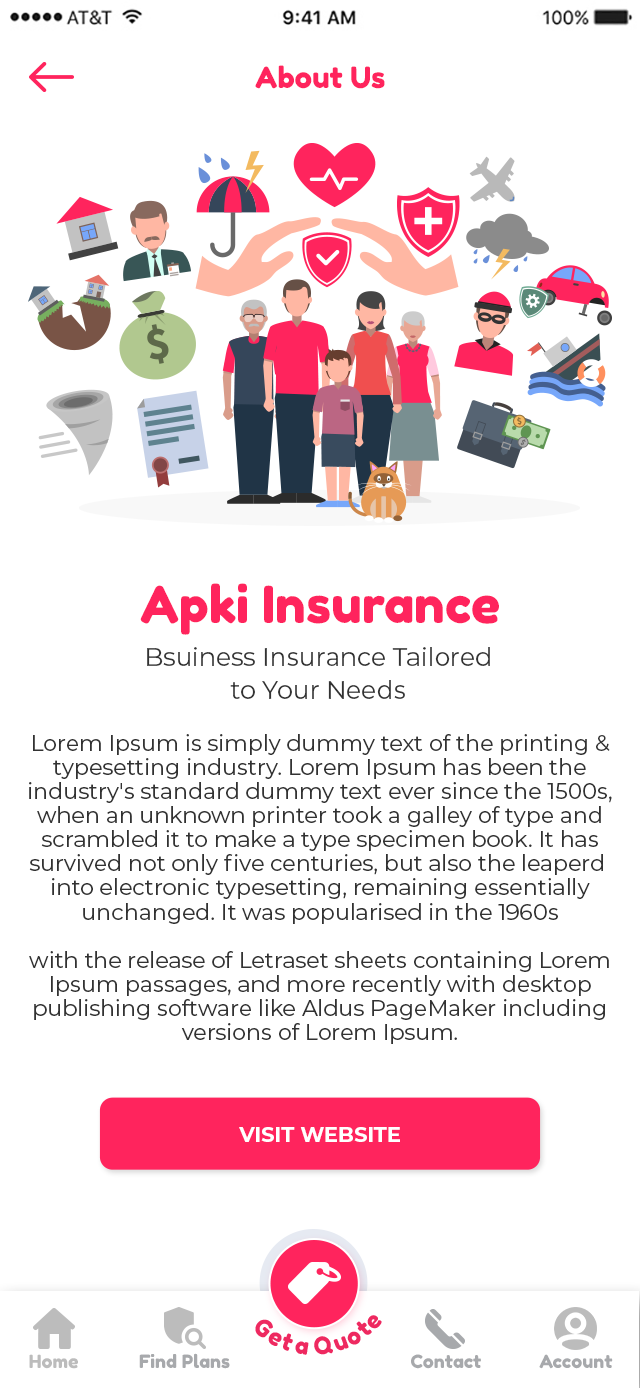 AT&T 9:41 AM 100%
About Us
$
$
Apki Insurance
Bsuiness Insurance Tailored
to Your Needs
Lorem Ipsum is simply dummy text of the printing &
typesetting industry. Lorem Ipsum has been the
industry's standard dummy text ever since the 1500s,
when an unknown printer took a galley of type and
scrambled it to make a type specimen book. It has
survived not only five centuries, but also the leaperd
into electronic typesetting, remaining essentially
unchanged. It was popularised in the 1960s
with the release of Letraset sheets containing Lorem
Ipsum passages, and more recently with desktop
publishing software like Aldus PageMaker including
versions of Lorem Ipsum.
VISIT WEBSITE
Get a Quote
Home Find Plans Contact Account